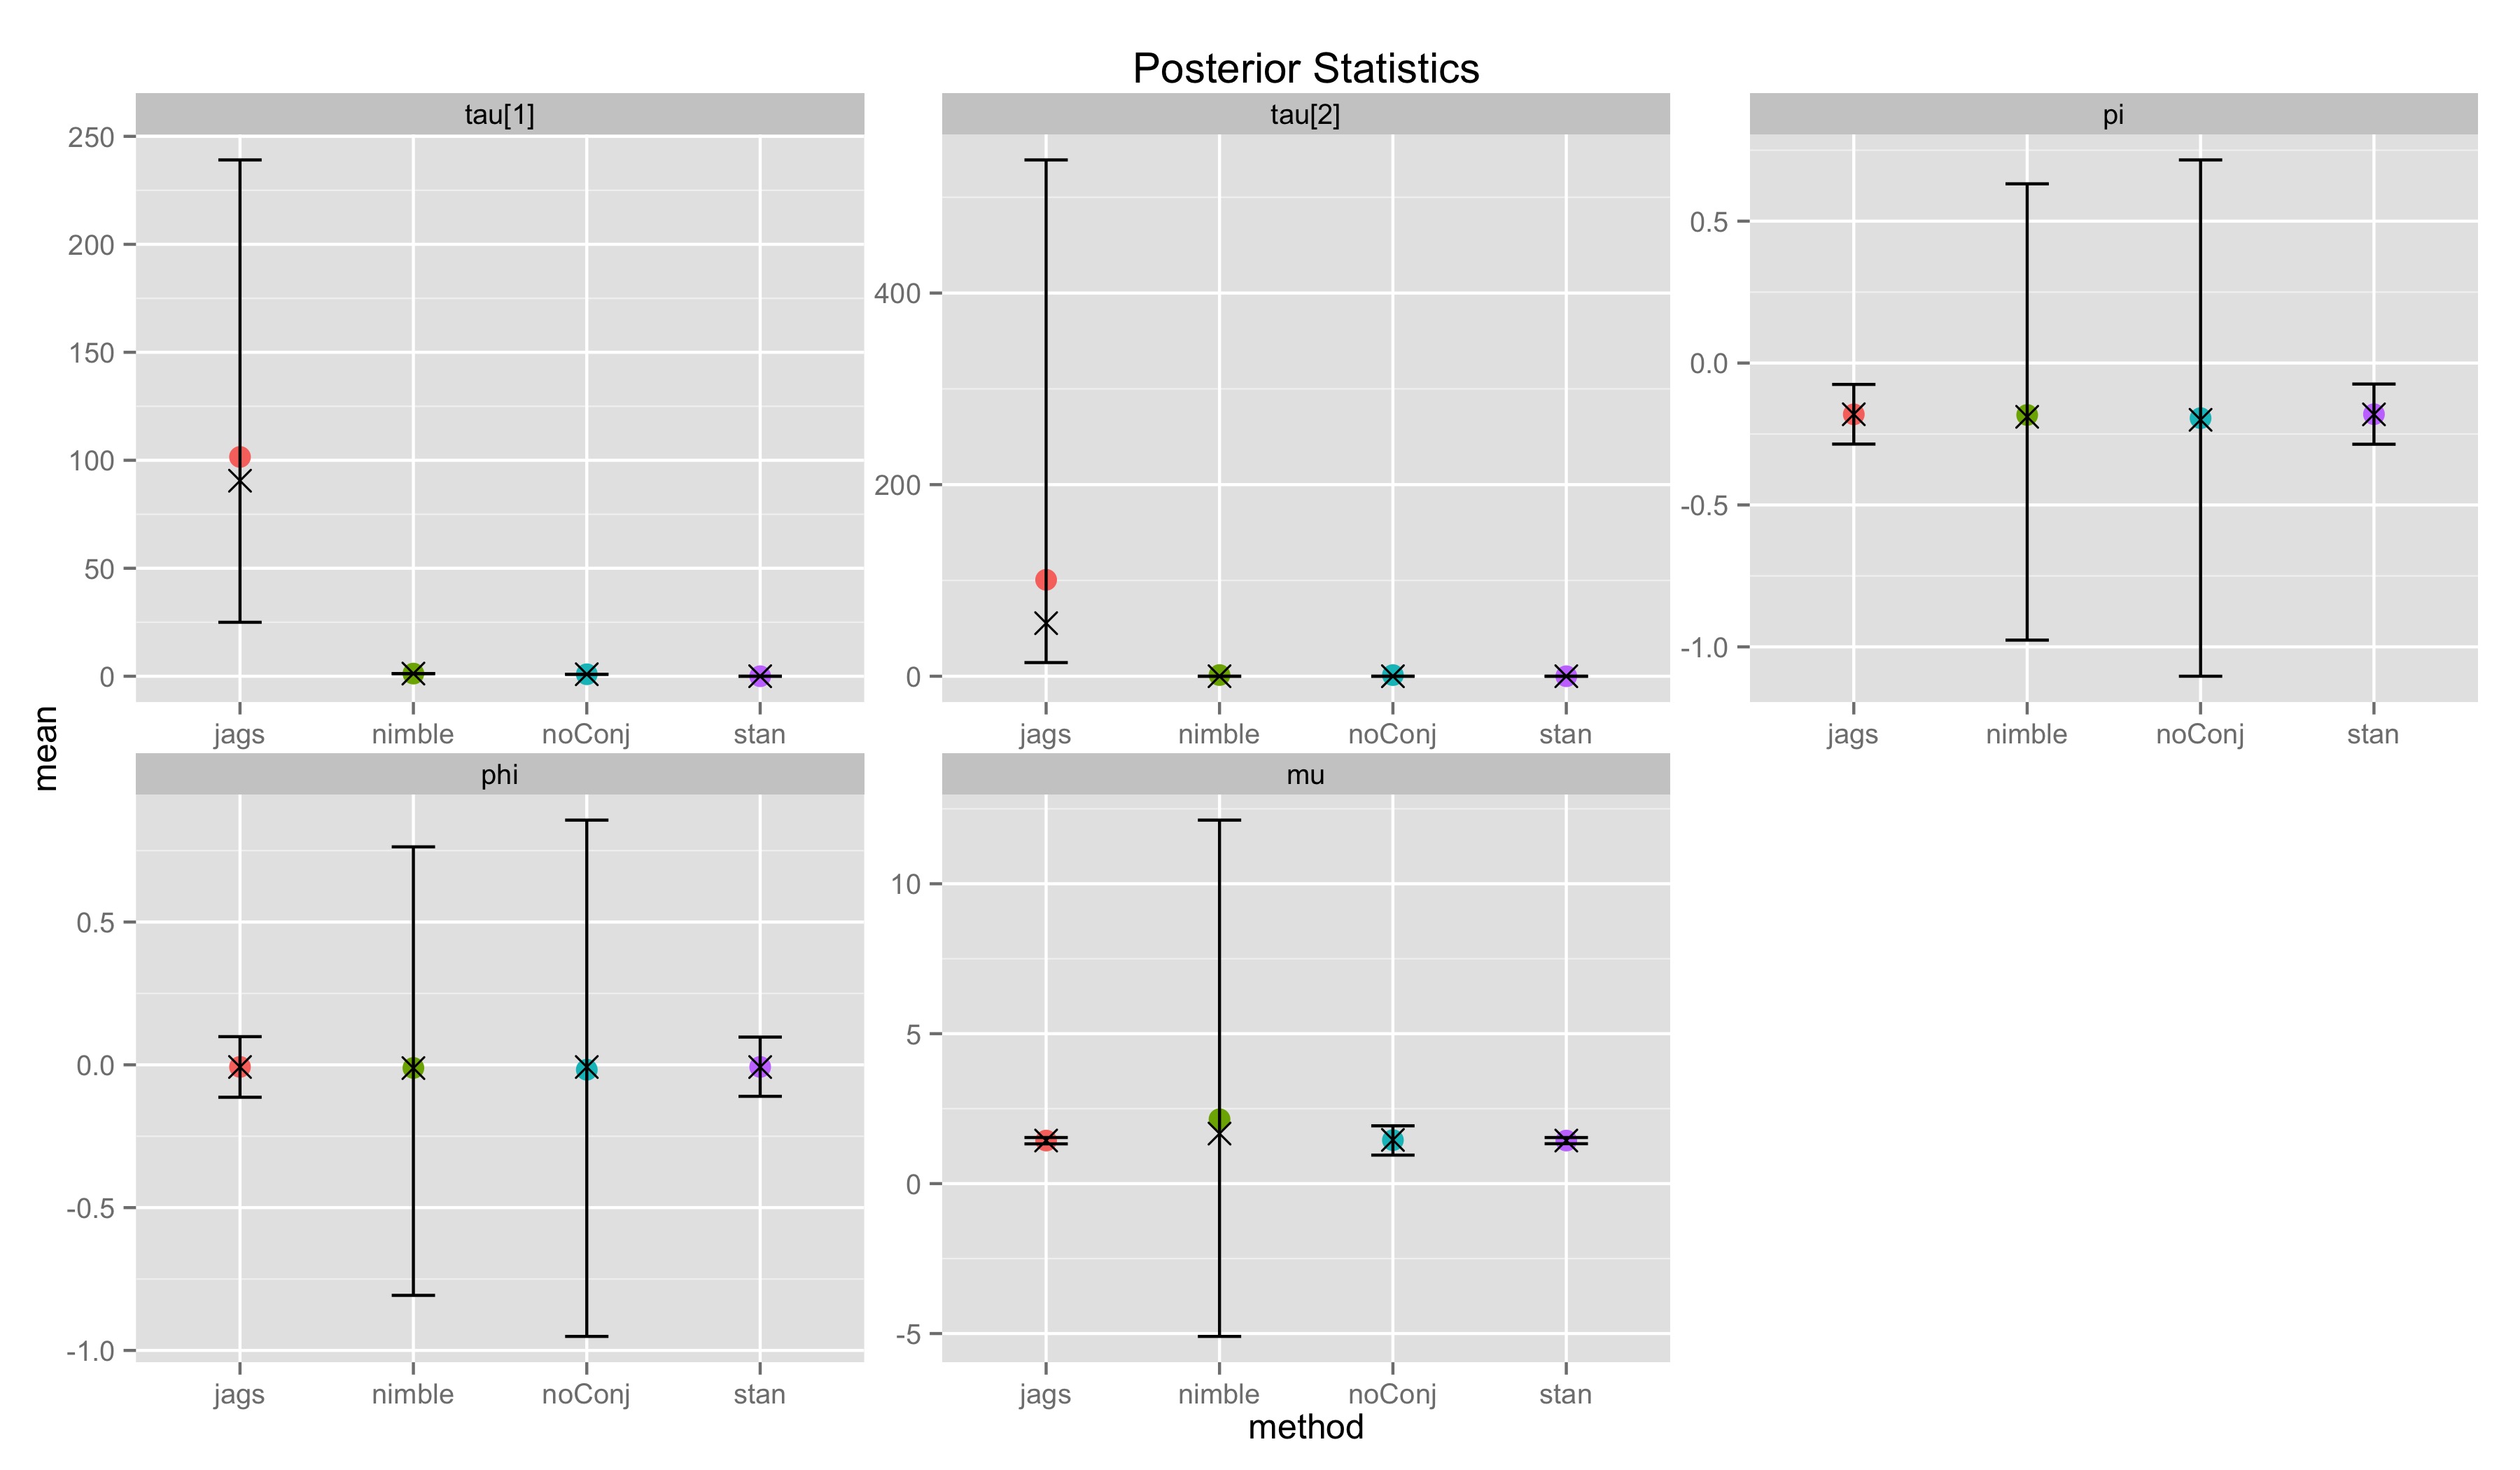 Posterior Statistics
tau[1]
tau[2]
pi
250
200
150
100
50
0
400
200
0
0.5
0.0
-0.5
-1.0
jags nimble noConj stan
jags nimble noConj stan
jags nimble noConj stan
mean
phi
mu
0.5
0.0
-0.5
-1.0
10
5
0
-5
jags nimble noConj stan
jags nimble noConj stan
method